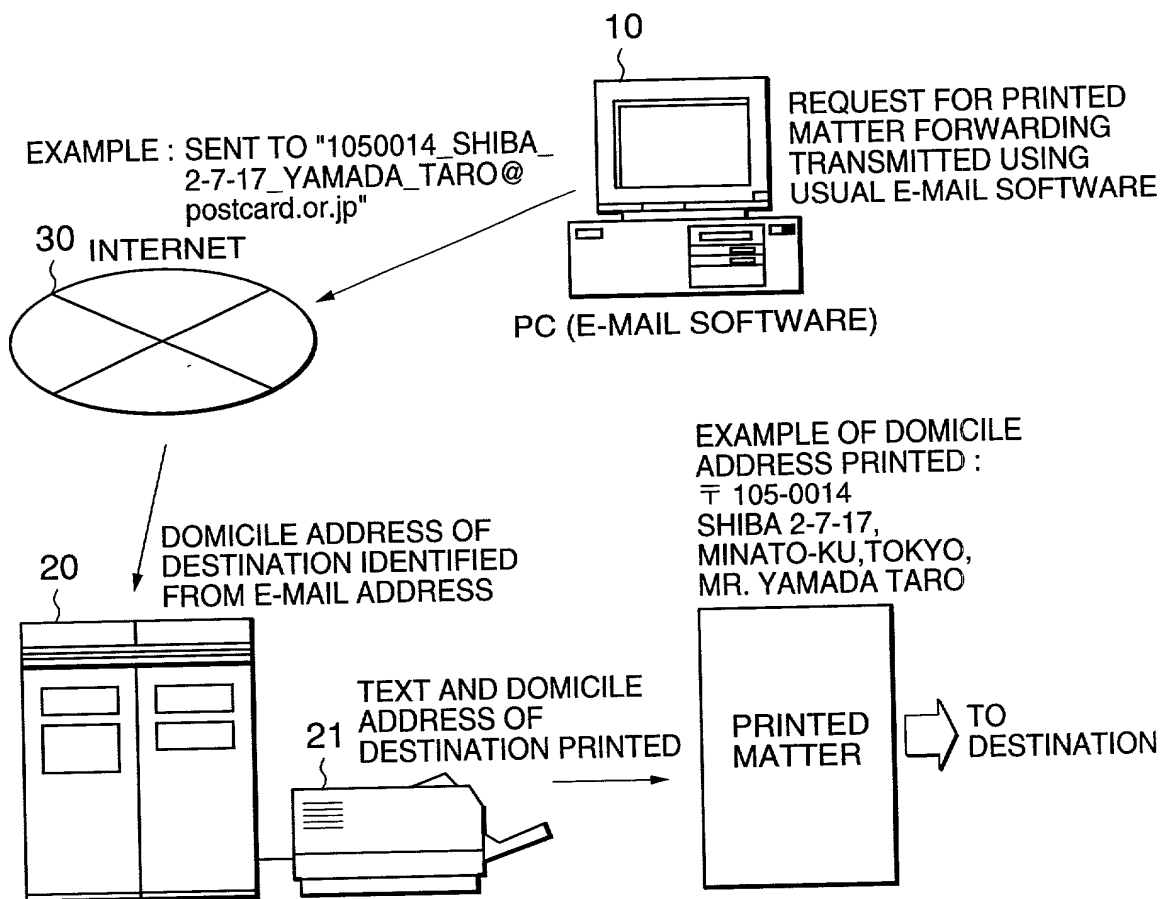 10
REQUEST FOR PRINTED
MATTER FORWARDING
TRANSMITTED USING
USUAL E-MAIL SOFTWARE
EXAMPLE : SENT TO "1050014_SHIBA_
2-7-17_YAMADA_TARO@
postcard.or.jp"
30 INTERNET
PC (E-MAIL SOFTWARE)
20
DOMICILE ADDRESS OF
DESTINATION IDENTIFIED
FROM E-MAIL ADDRESS
EXAMPLE OF DOMICILE
ADDRESS PRINTED :
〒 105-0014
SHIBA 2-7-17,
MINATO-KU,TOKYO,
MR. YAMADA TARO
21
TEXT AND DOMICILE
ADDRESS OF
DESTINATION PRINTED
PRINTED
MATTER
TO
DESTINATION